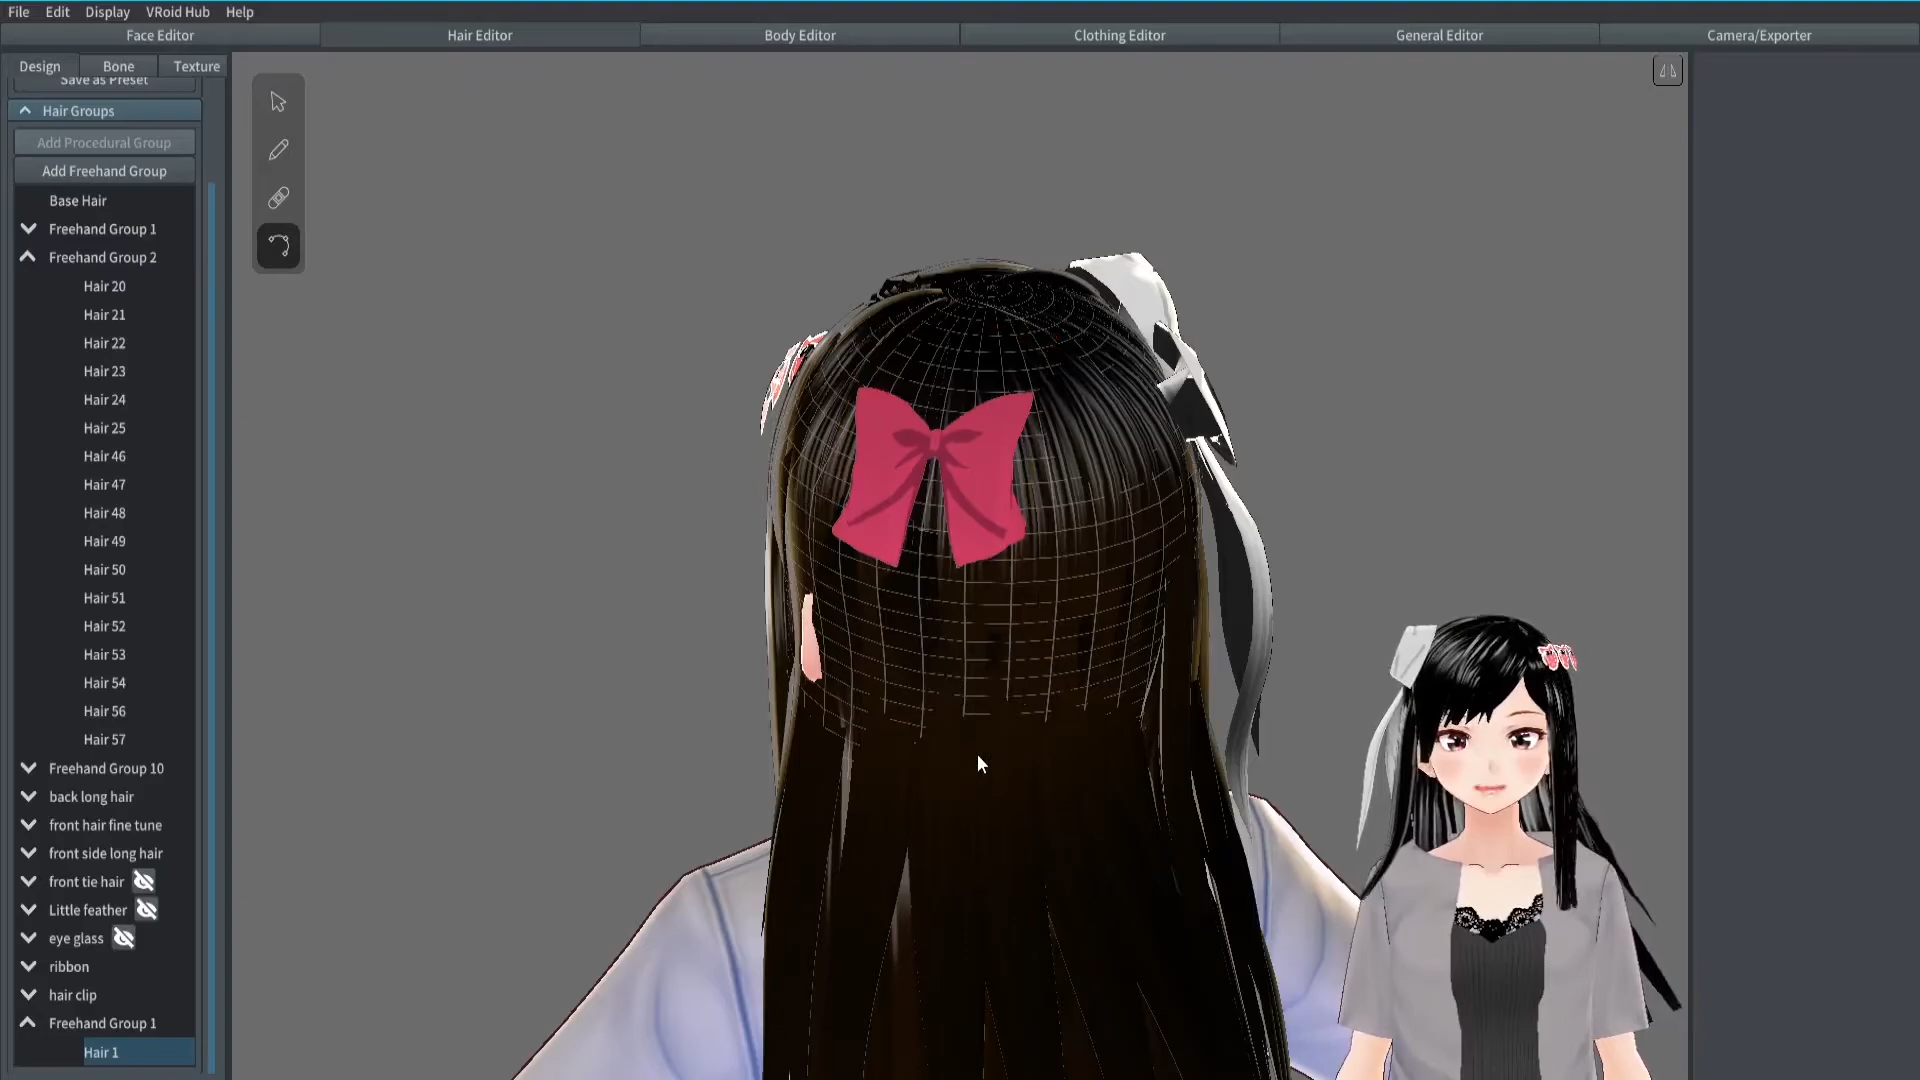 File Edit Display VRoid Hub Help
Face Editor Hair Editor Body Editor Clothing Editor General Editor Camera/Exporter
Design Bone Texture
Save as Preset
Hair Groups
Add Procedural Group
Add Freehand Group
Base Hair
Freehand Group 1
Freehand Group 2
Hair 20
Hair 21
Hair 22
Hair 23
Hair 24
Hair 25
Hair 46
Hair 47
Hair 48
Hair 49
Hair 50
Hair 51
Hair 52
Hair 53
Hair 54
Hair 56
Hair 57
Freehand Group 10
back long hair
front hair fine tune
front side long hair
front tie hair
Little feather
eye glass
ribbon
hair clip
Freehand Group 1
Hair 1